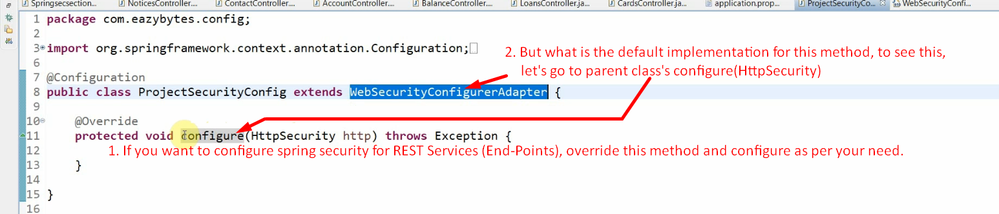 Springsecsection... NoticesController.... ContactController.... AccountController.... BalanceController.... LoansController.ja... CardsController.ja... application.prop... ProjectSecurityCo... WebSecurityConfi...
1 package com.eazybytes.config;
2
3 import org.springframework.context.annotation.Configuration;
6
2. But what is the default implementation for this method, to see this,
let's go to parent class's configure(HttpSecurity)
7 @Configuration
8 public class ProjectSecurityConfig extends WebSecurityConfigurerAdapter {
9
10 @Override
11 protected void configure(HttpSecurity http) throws Exception {
12
1. If you want to configure spring security for REST Services (End-Points), override this method and configure as per your need.
13 }
14
15 }
16